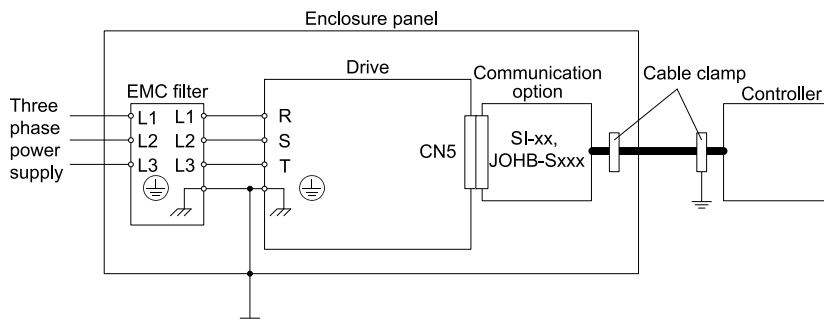 Enclosure panel
Drive
EMC filter
Communication
option
Cable clamp
Controller
Three
phase
power
supply
L1 L1
L2 L2
L3 L3
R
S
T
CN5
SI-xx,
JOHB-Sxxx